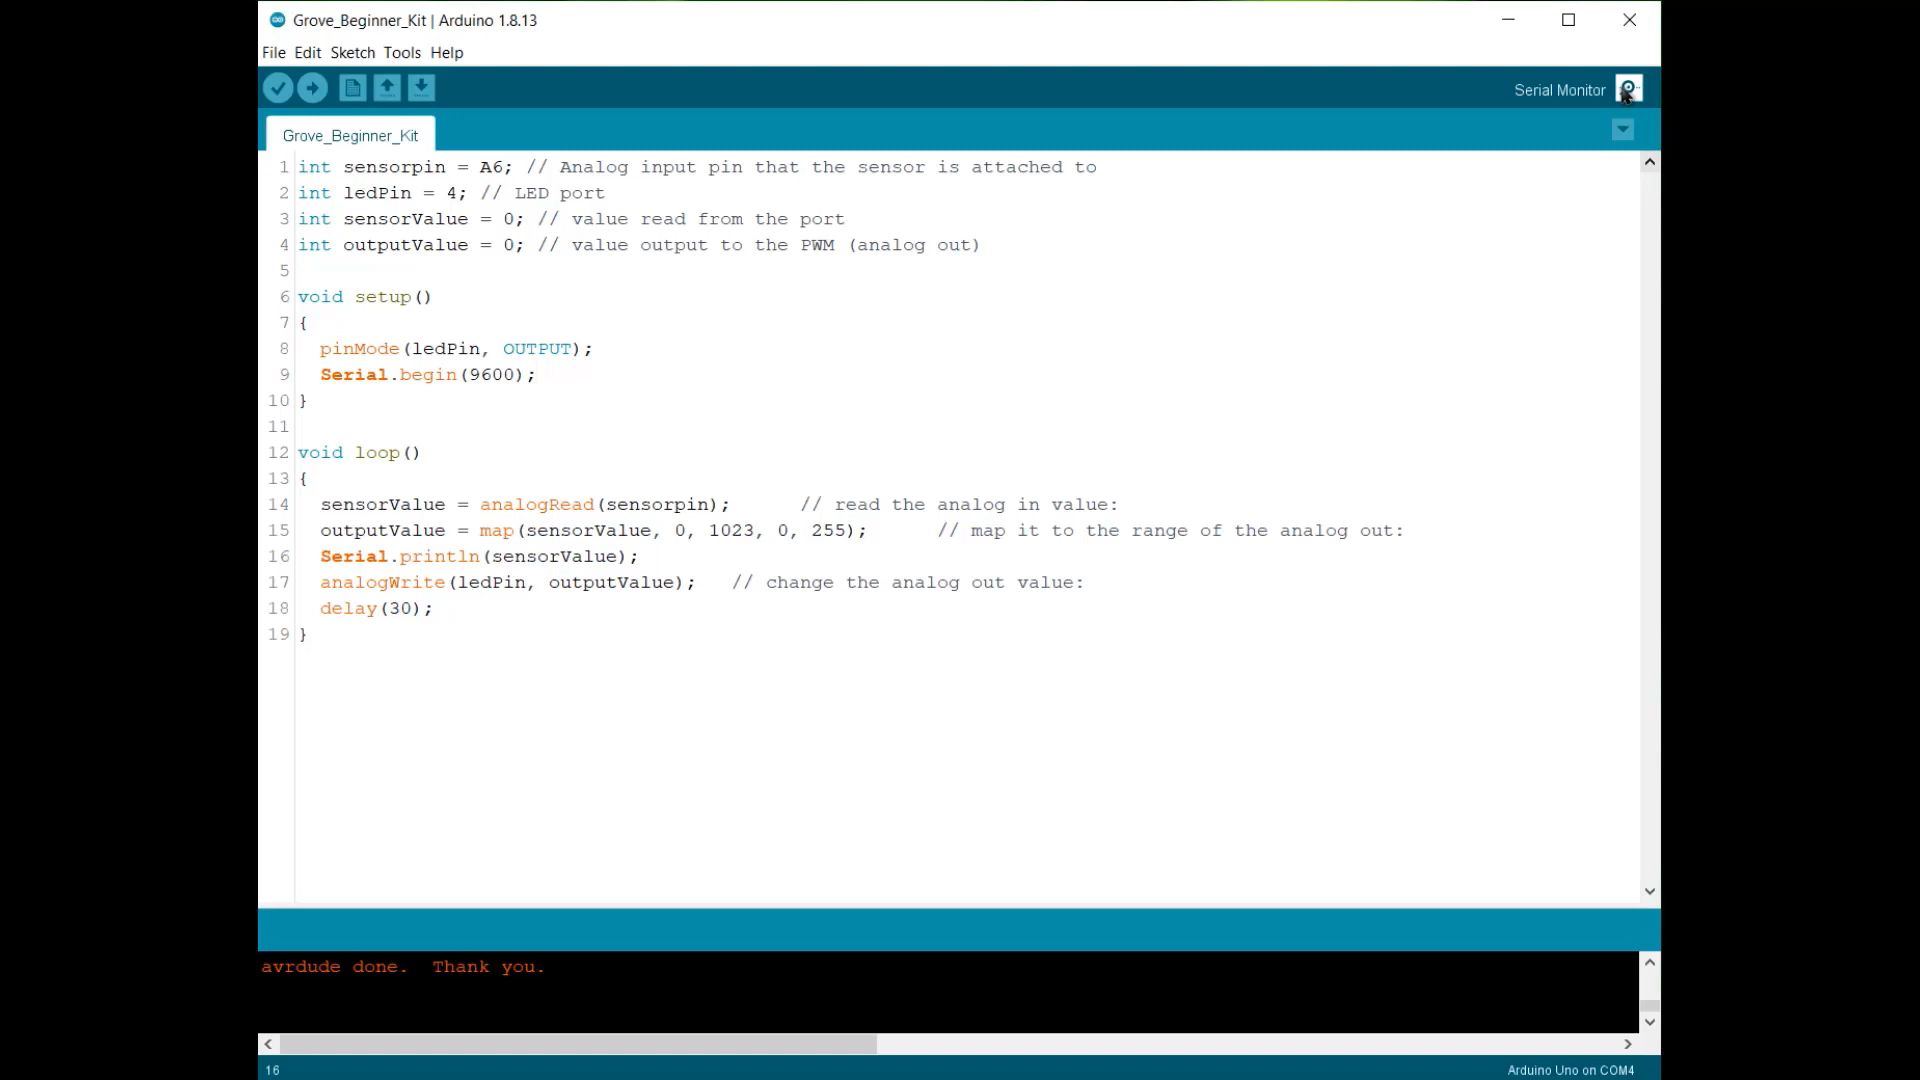 Grove_Beginner_Kit | Arduino 1.8.13
File Edit Sketch Tools Help
Serial Monitor
Grove_Beginner_Kit
1 int sensorpin = A6; // Analog input pin that the sensor is attached to
2 int ledPin = 4; // LED port
3 int sensorValue = 0; // value read from the port
4 int outputValue = 0; // value output to the PWM (analog out)
5
6 void setup()
7 {
8 pinMode(ledPin, OUTPUT);
9 Serial.begin(9600);
10 }
11
12 void loop()
13 {
14 sensorValue = analogRead(sensorpin); // read the analog in value:
15 outputValue = map(sensorValue, 0, 1023, 0, 255); // map it to the range of the analog out:
16 Serial.println(sensorValue);
17 analogWrite(ledPin, outputValue); // change the analog out value:
18 delay(30);
19 }
avrdude done.  Thank you.
16
Arduino Uno on COM4